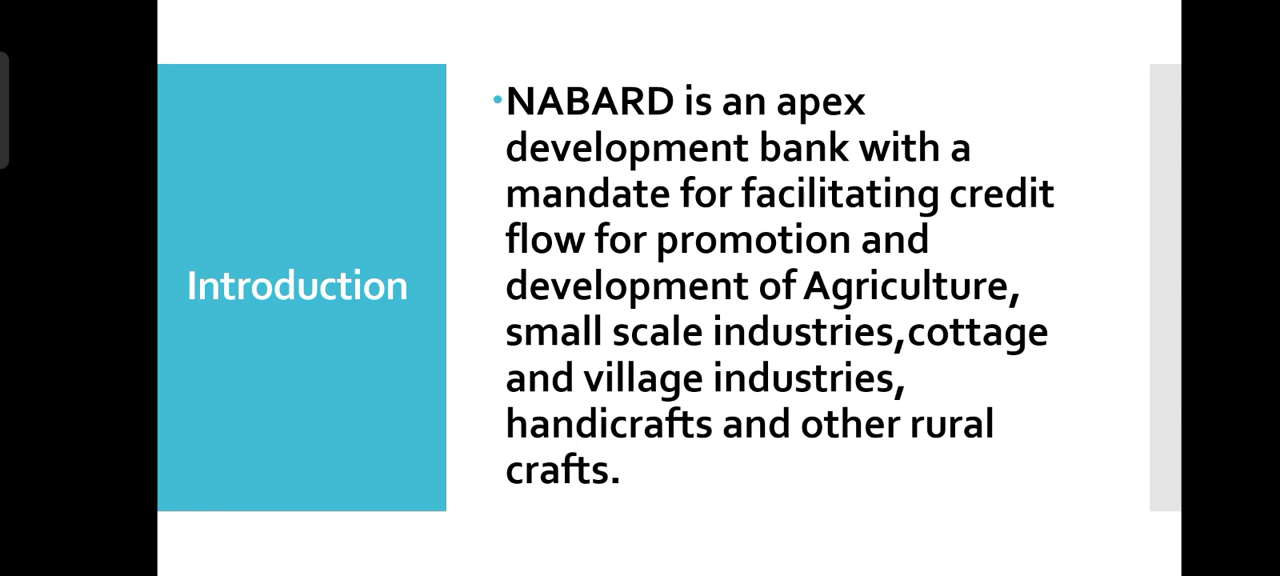 Introduction
•NABARD is an apex
development bank with a
mandate for facilitating credit
flow for promotion and
development of Agriculture,
small scale industries,cottage
and village industries,
handicrafts and other rural
crafts.